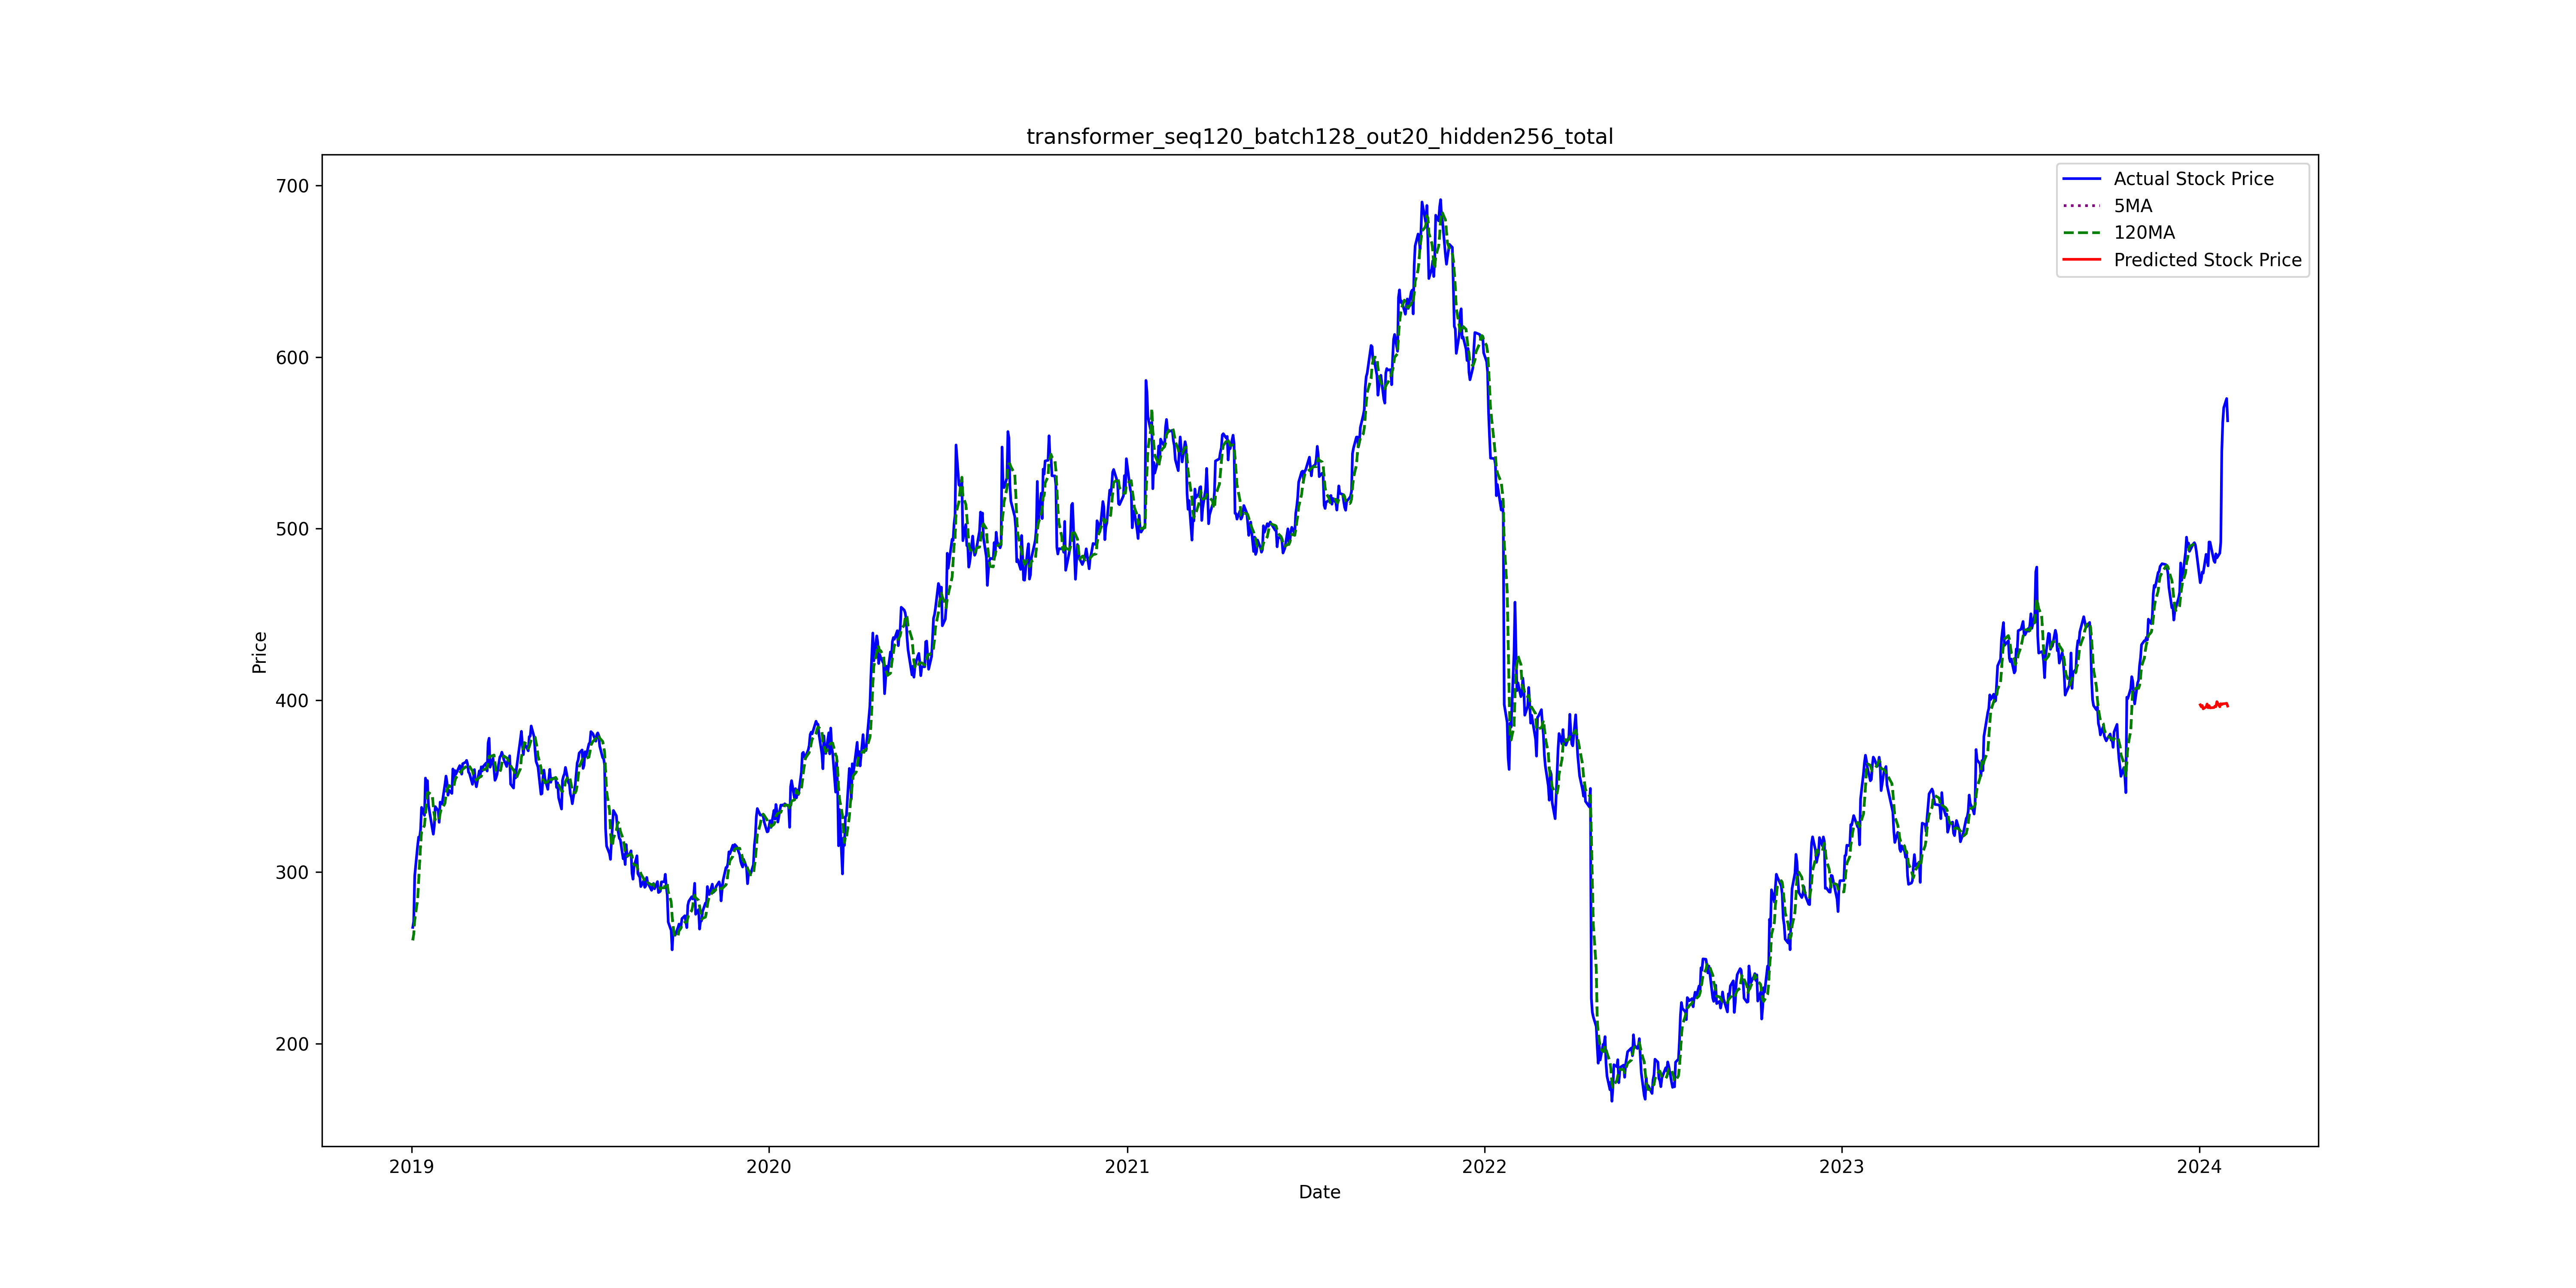 transformer_seq120_batch128_out20_hidden256_total
Actual Stock Price
5MA
120MA
Predicted Stock Price
700
600
500
400
300
200
Price
2019
2020
2021
2022
2023
2024
Date